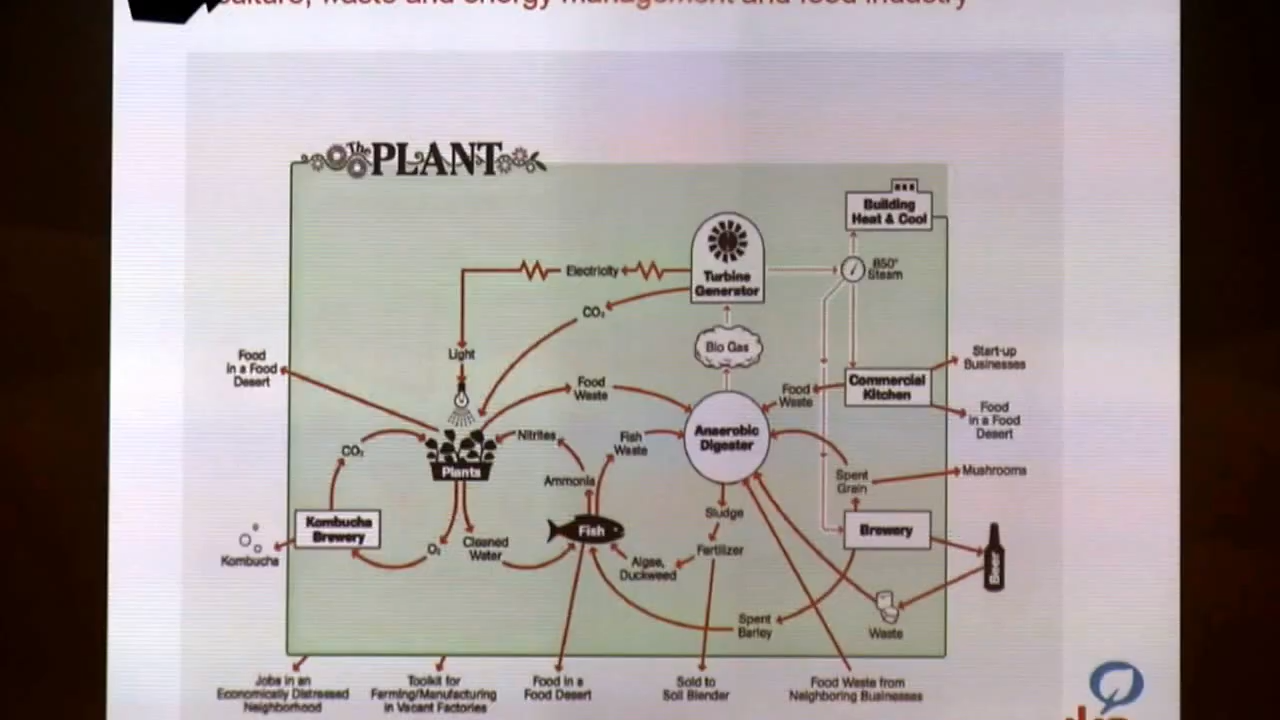 culture, waste and energy management and food industry
The PLANT
Building
Heat & Cool
850°
Steam
Turbine
Generator
Electricity
CO₂
Bio Gas
Light
Food
in a Food
Desert
Food
Waste
Food
Waste
Commercial
Kitchen
Start-up
Businesses
Food
in a Food
Desert
Anaerobic
Digester
Nitrites
Fish
Waste
CO₂
Plants
Ammonia
Spent
Grain
Mushrooms
Kombucha
Brewery
Kombucha
O₂
Cleaned
Water
Fish
Sludge
Fertilizer
Algae,
Duckweed
Brewery
Beer
Spent
Barley
Waste
Jobs in an
Economically Distressed
Neighborhood
Toolkit for
Farming/Manufacturing
in Vacant Factories
Food in a
Food Desert
Sold to
Soil Blender
Food Waste from
Neighboring Businesses